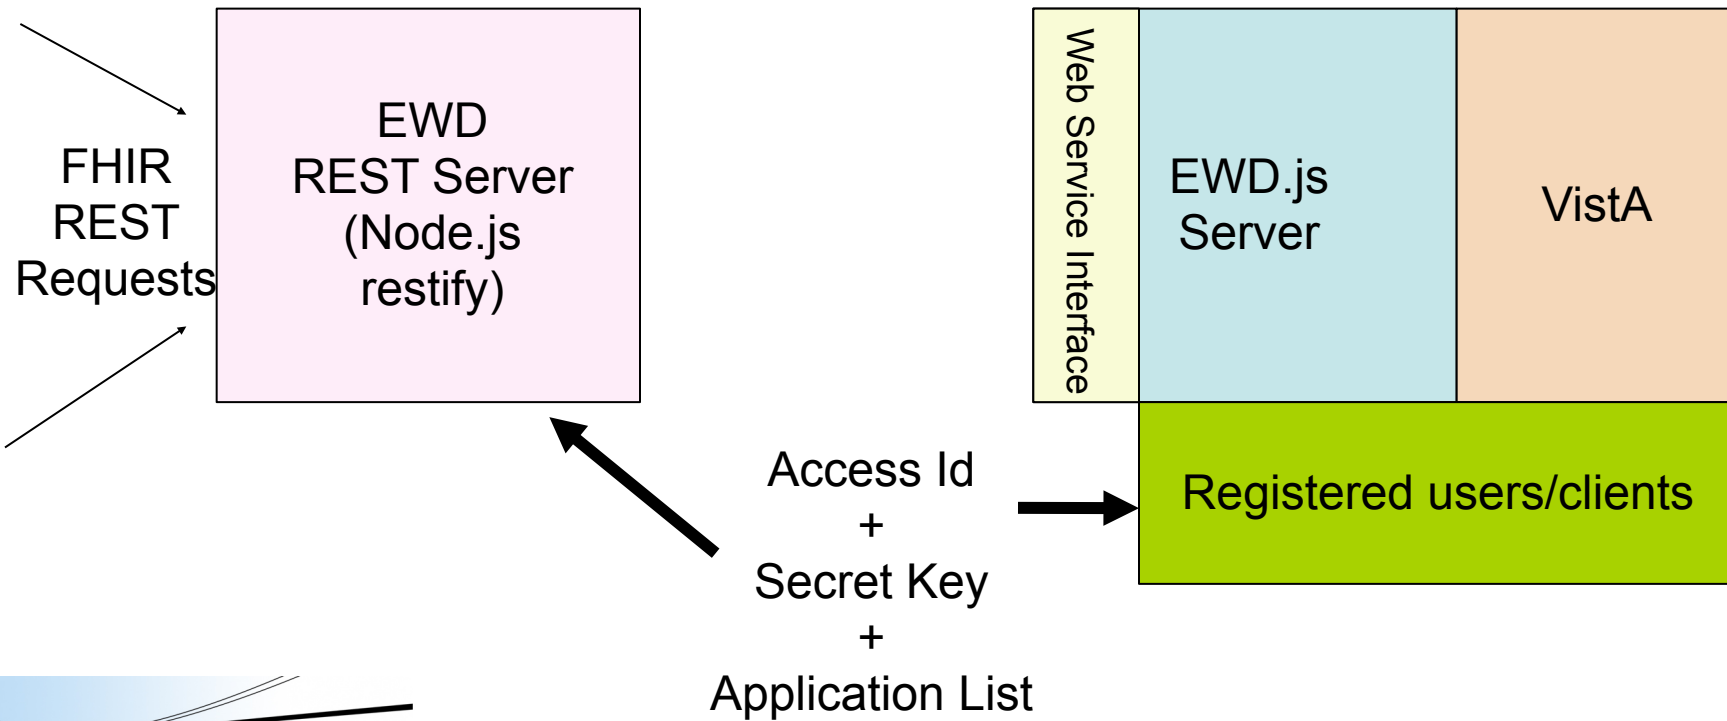 FHIR
REST
Requests
EWD
REST Server
(Node.js
restify)
Web Service Interface
EWD.js
Server
VistA
Access Id
+
Secret Key
+
Application List
Registered users/clients